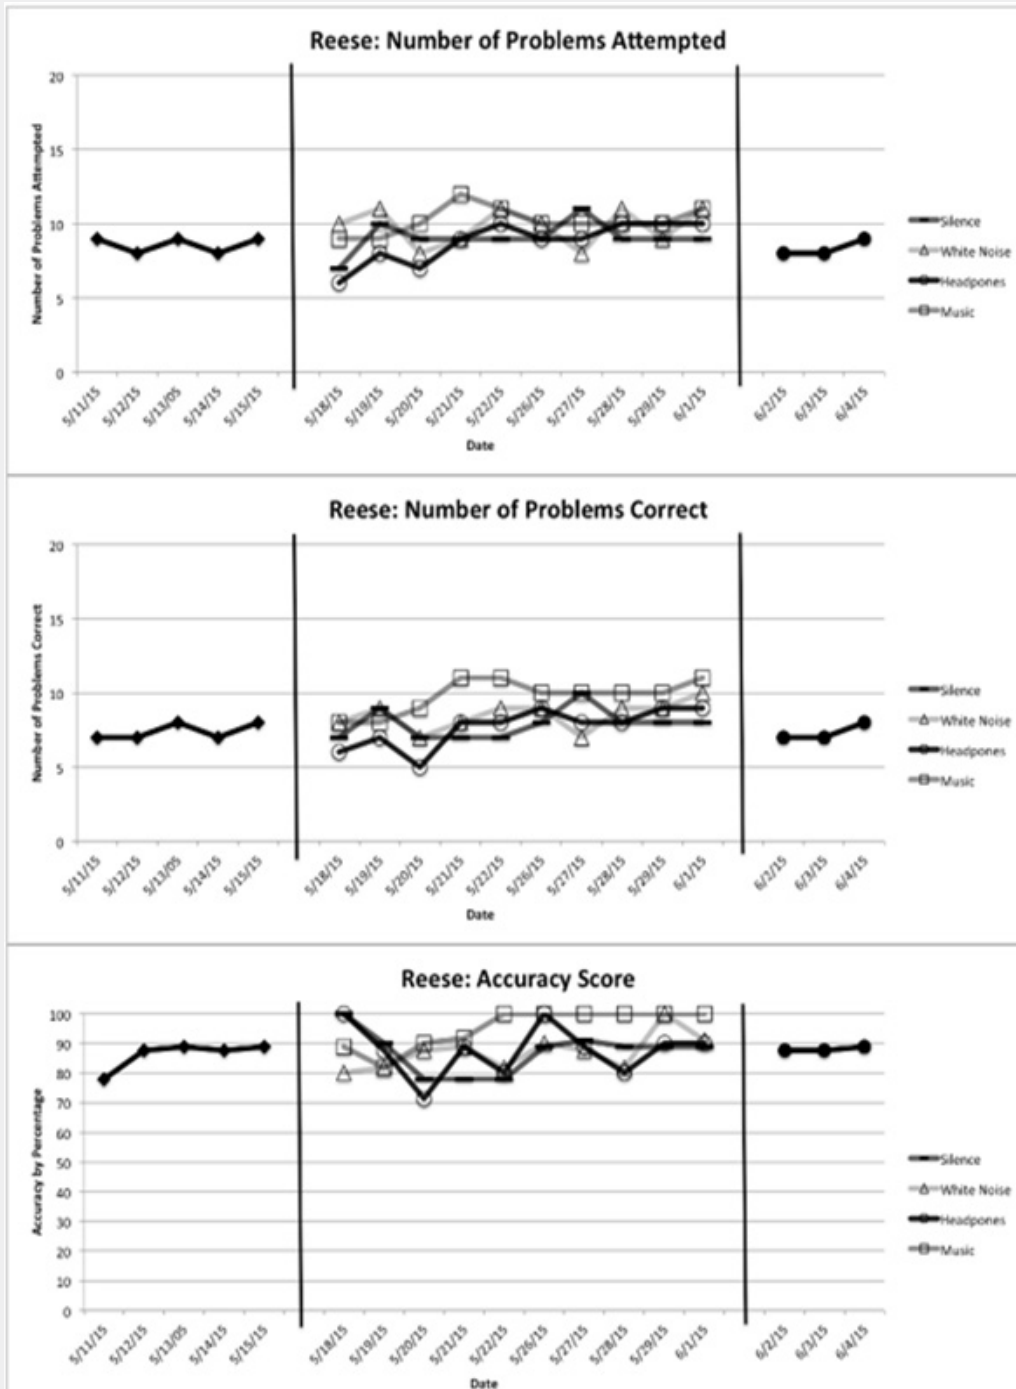 Reese: Number of Problems Attempted
Number of Problems Attempted
20
15
10
5
0
5/11/15 5/12/15 5/13/05 5/14/15 5/15/15 5/18/15 5/19/15 5/20/15 5/21/15 5/22/15 5/26/15 5/27/15 5/28/15 5/29/15 6/1/15 6/2/15 6/3/15 6/4/15
Date
Silence
White Noise
Headpones
Music
Reese: Number of Problems Correct
Number of Problems Correct
20
15
10
5
0
5/11/15 5/12/15 5/13/05 5/14/15 5/15/15 5/18/15 5/19/15 5/20/15 5/21/15 5/22/15 5/26/15 5/27/15 5/28/15 5/29/15 6/1/15 6/2/15 6/3/15 6/4/15
Date
Silence
White Noise
Headpones
Music
Reese: Accuracy Score
Accuracy by Percentage
100
90
80
70
60
50
40
30
20
10
0
5/11/15 5/12/15 5/13/05 5/14/15 5/15/15 5/18/15 5/19/15 5/20/15 5/21/15 5/22/15 5/26/15 5/27/15 5/28/15 5/29/15 6/1/15 6/2/15 6/3/15 6/4/15
Date
Silence
White Noise
Headpones
Music